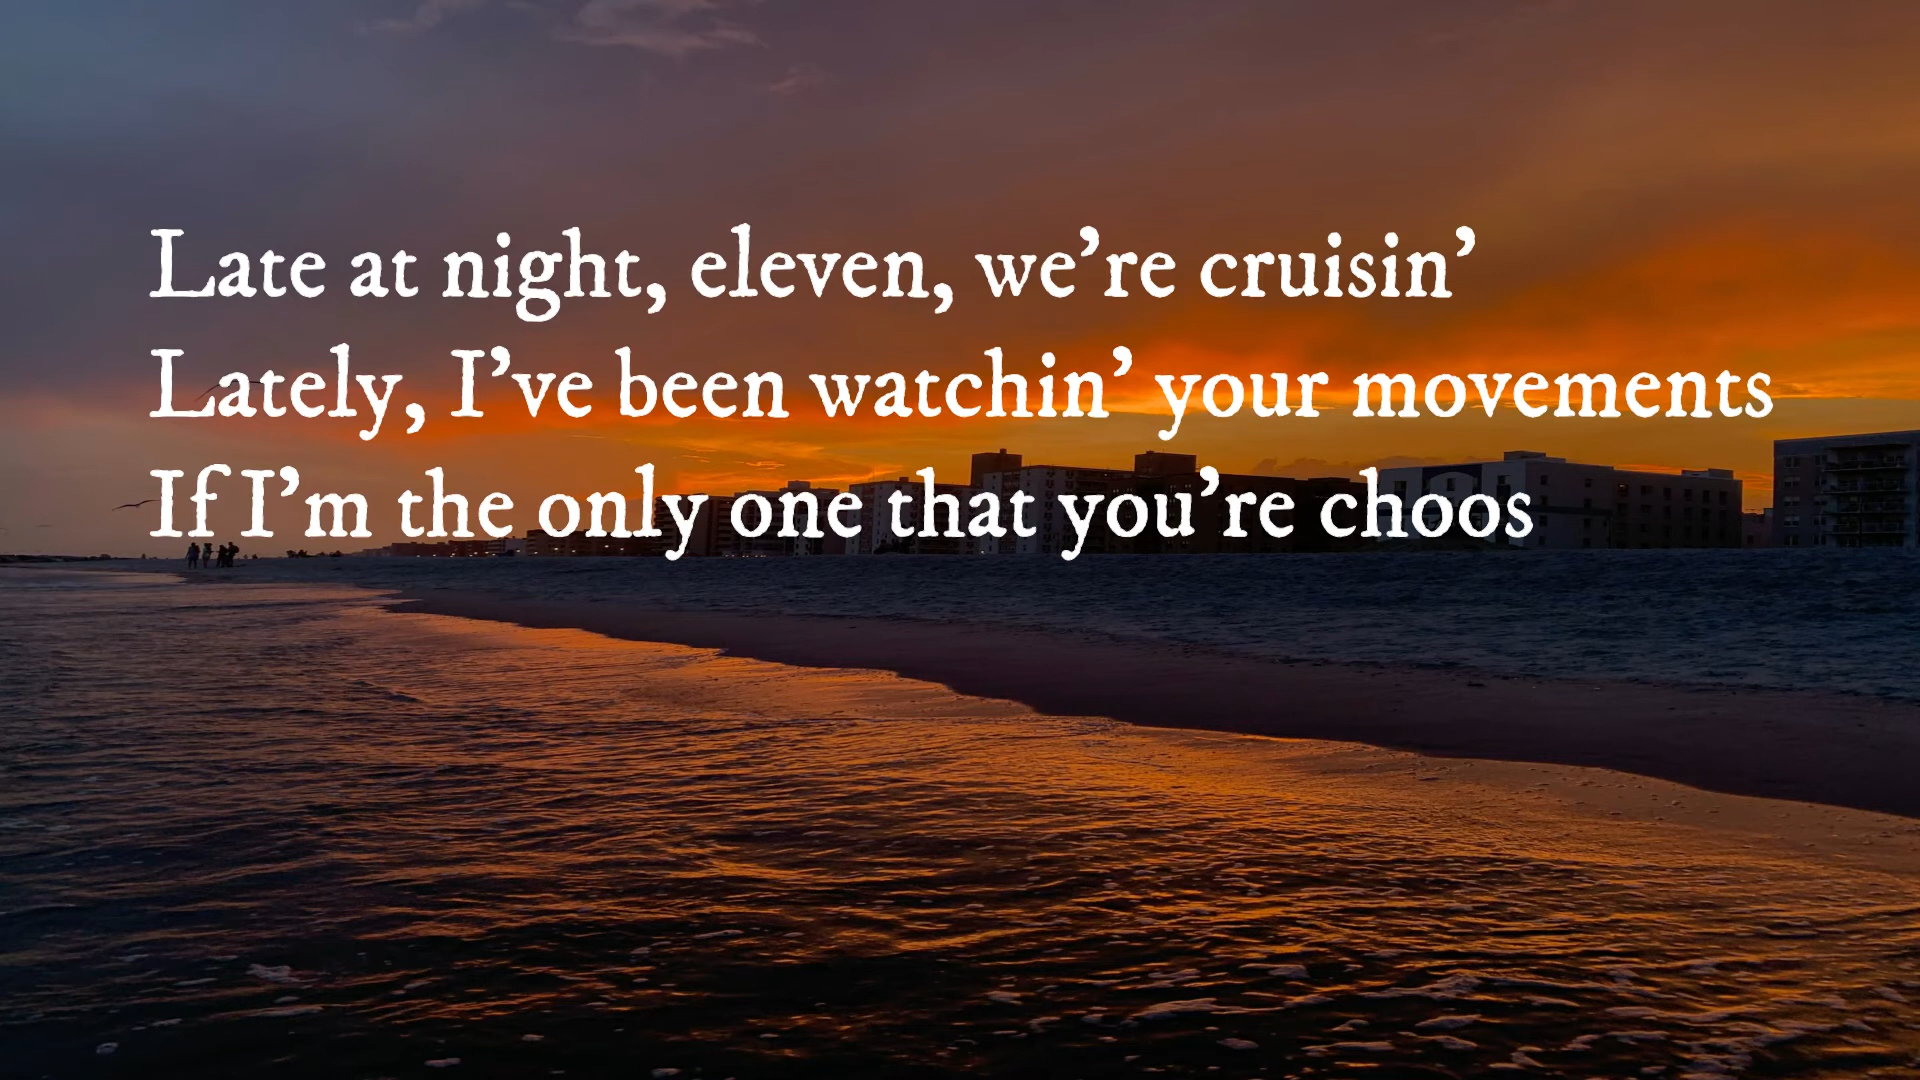 Late at night, eleven, we’re cruisin’
Lately, I’ve been watchin’ your movements
If I’m the only one that you’re choos